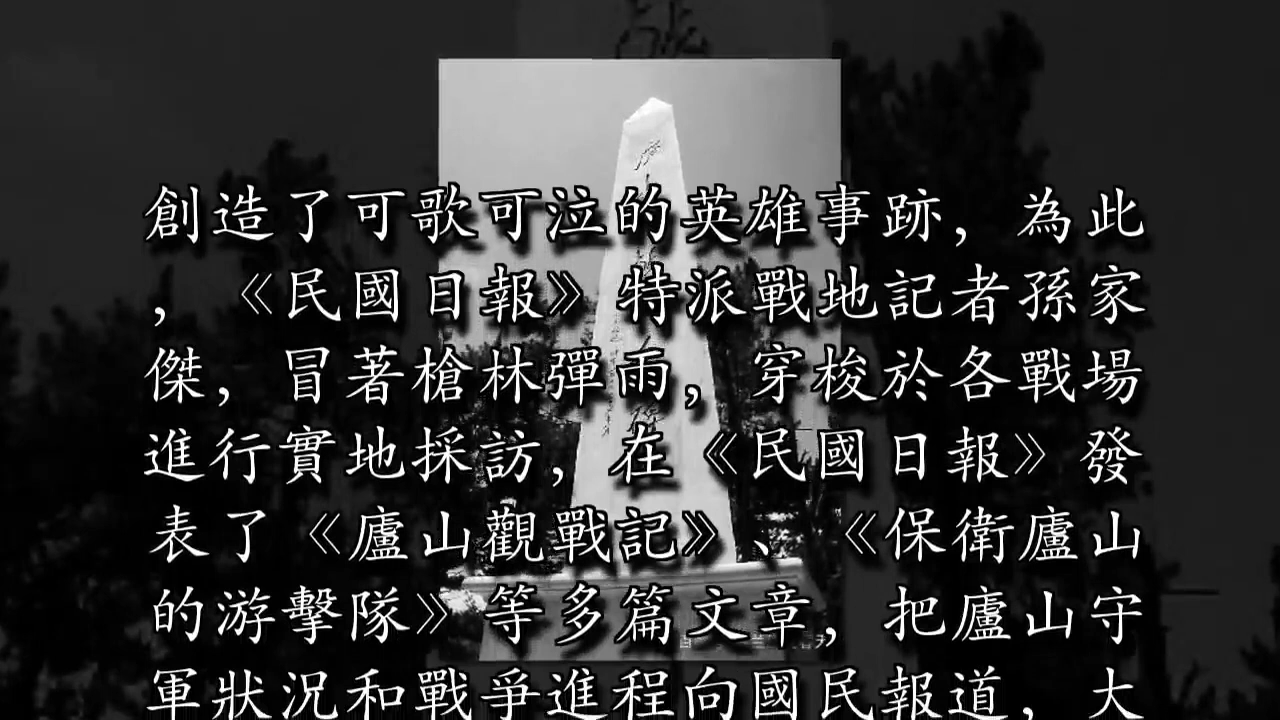 創造了可歌可泣的英雄事跡，為此
，《民國日報》特派戰地記者孫家
傑，冒著槍林彈雨，穿梭於各戰場
進行實地採訪，在《民國日報》發
表了《廬山觀戰記》、《保衛廬山
的游擊隊》等多篇文章，把廬山守
軍狀況和戰爭進程向國民報道，大